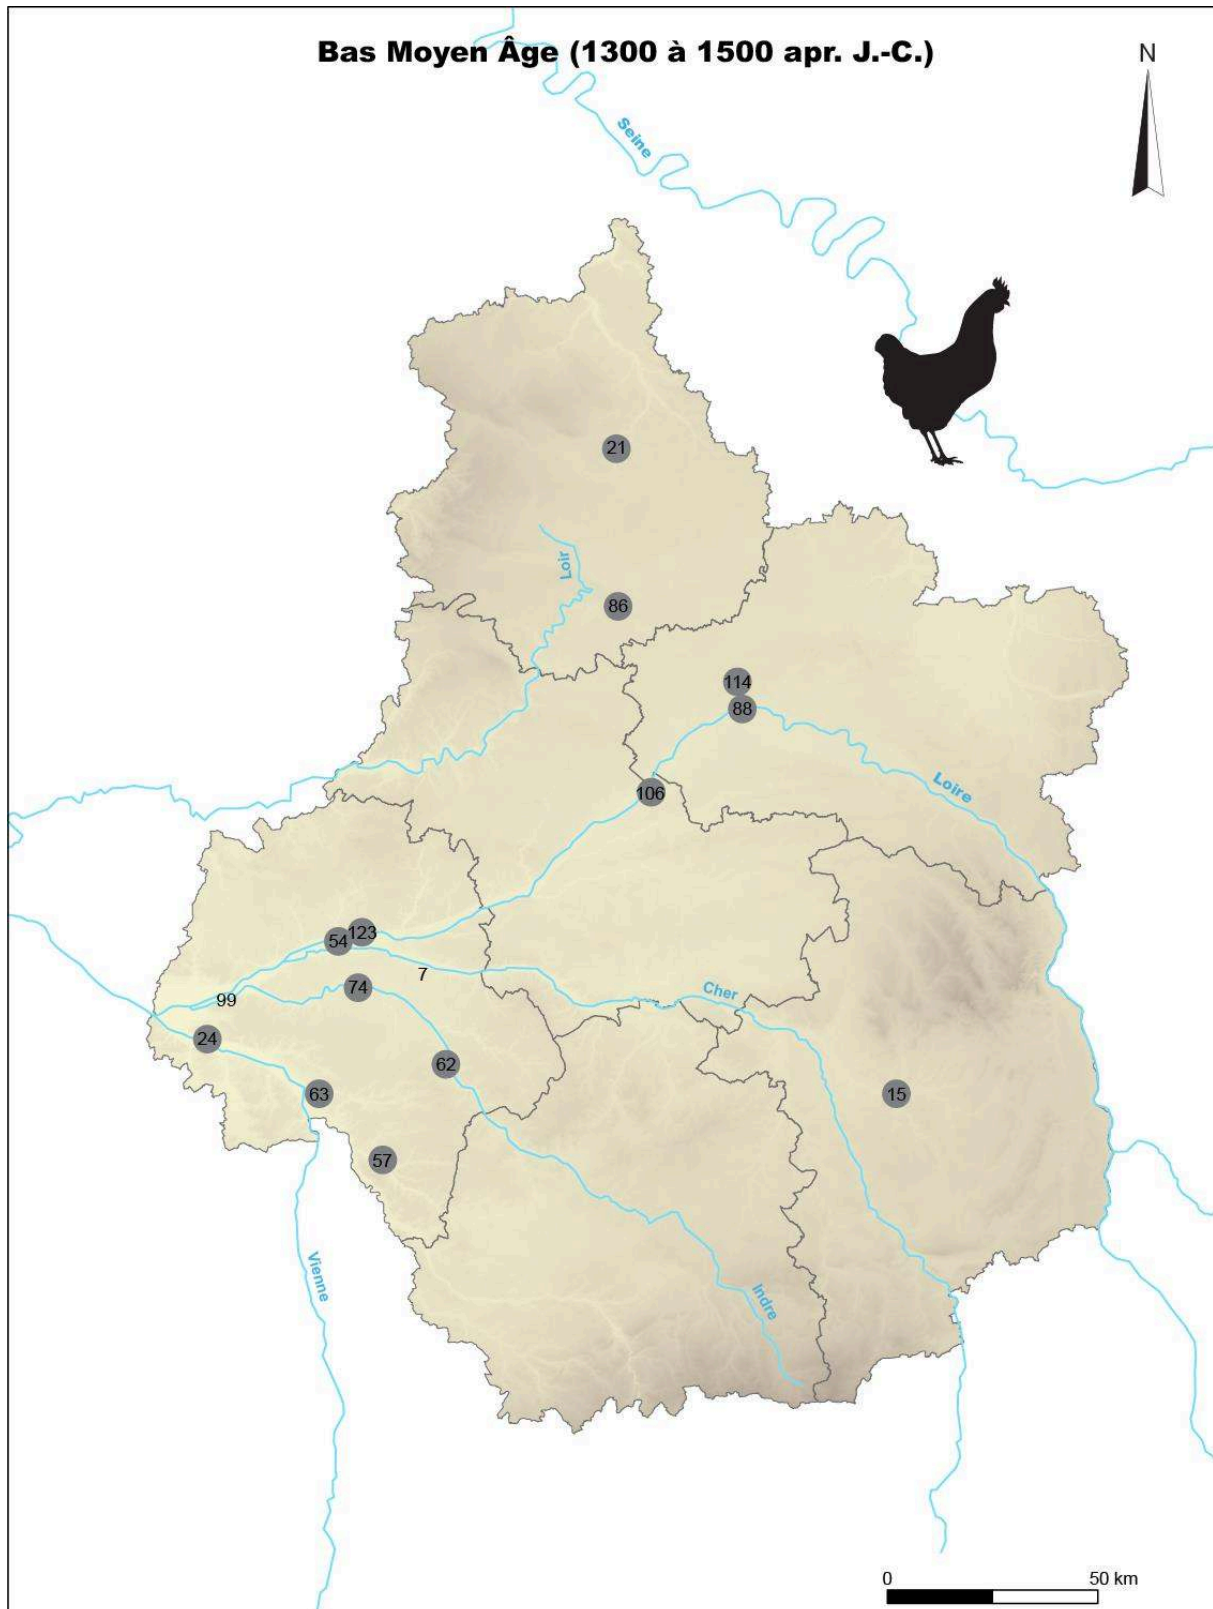 Bas Moyen Âge (1300 à 1500 apr. J.-C.)
N
Seine
21
Loir
86
114
88
Loire
106
123
54
7
74
99
Cher
24
62
63
15
57
Vienne
Indre
0 50 km